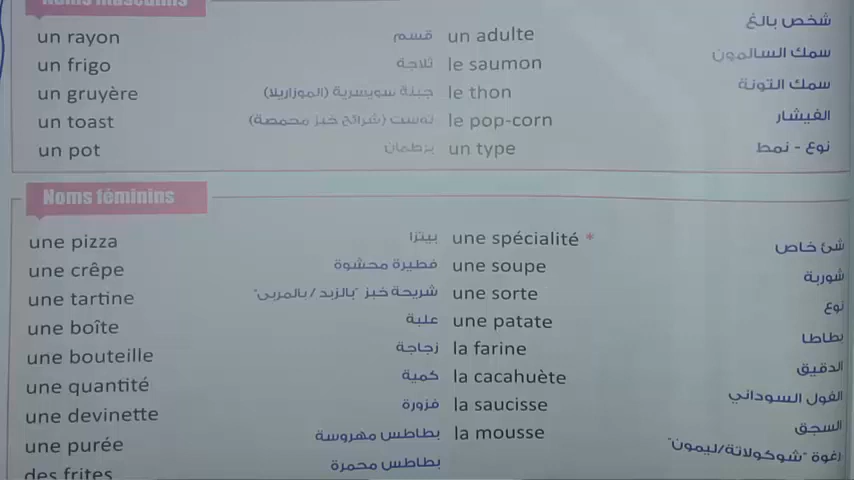 Noms masculins
un rayon قسم un adulte شخص بالغ
un frigo ثلاجة le saumon سمك السالمون
un gruyère جبنة سويسرية (الموزاريلا) le thon سمك التونة
un toast توست (شرائح خبز محمصة) le pop-corn الفيشار
un pot برطمان un type نوع - نمط
Noms féminins
une pizza بيتزا une spécialité * شئ خاص
une crêpe فطيرة محشوة une soupe شوربة
une tartine شريحة خبز "بالزبد / بالمربى" une sorte نوع
une boîte علبة une patate بطاطا
une bouteille زجاجة la farine الدقيق
une quantité كمية la cacahuète الفول السوداني
une devinette فزورة la saucisse السجق
une purée بطاطس مهروسة la mousse رغوة "شوكولاتة/ليمون"
des frites بطاطس محمرة